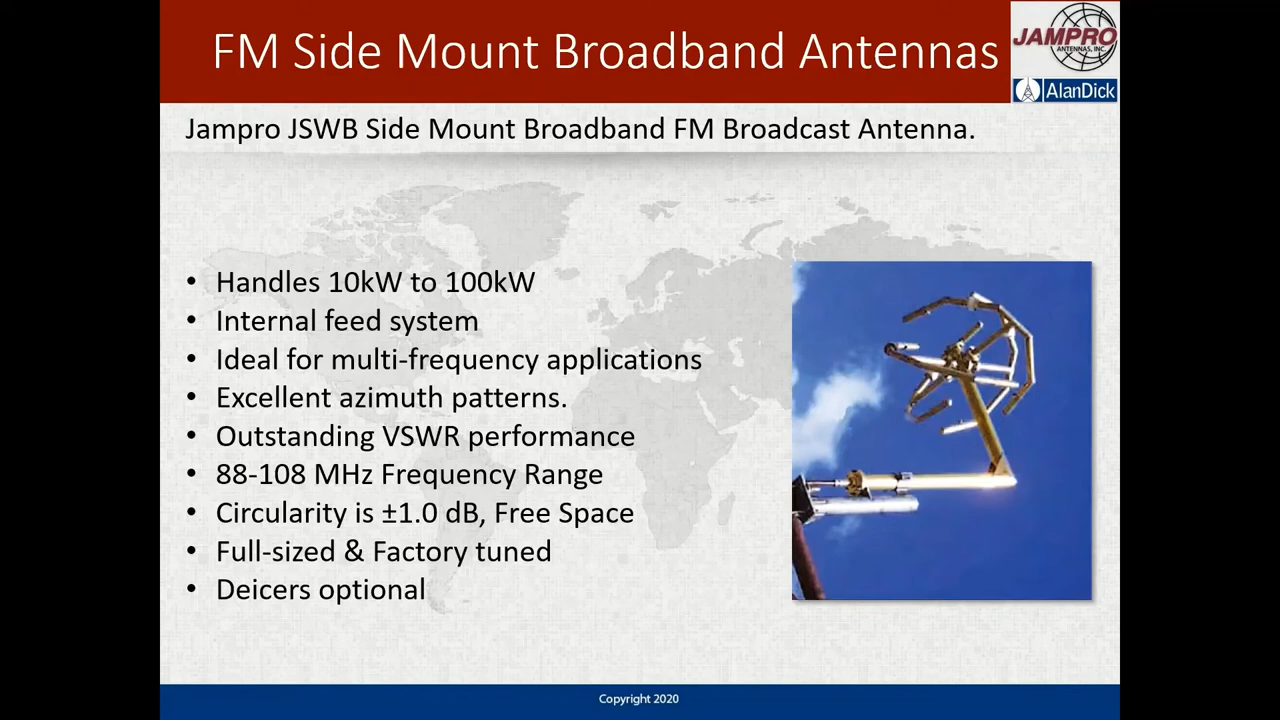 FM Side Mount Broadband Antennas
JAMPRO
ANTENNAS, INC.
AlanDick
Jampro JSWB Side Mount Broadband FM Broadcast Antenna.
• Handles 10kW to 100kW
• Internal feed system
• Ideal for multi-frequency applications
• Excellent azimuth patterns.
• Outstanding VSWR performance
• 88-108 MHz Frequency Range
• Circularity is ±1.0 dB, Free Space
• Full-sized & Factory tuned
• Deicers optional
Copyright 2020